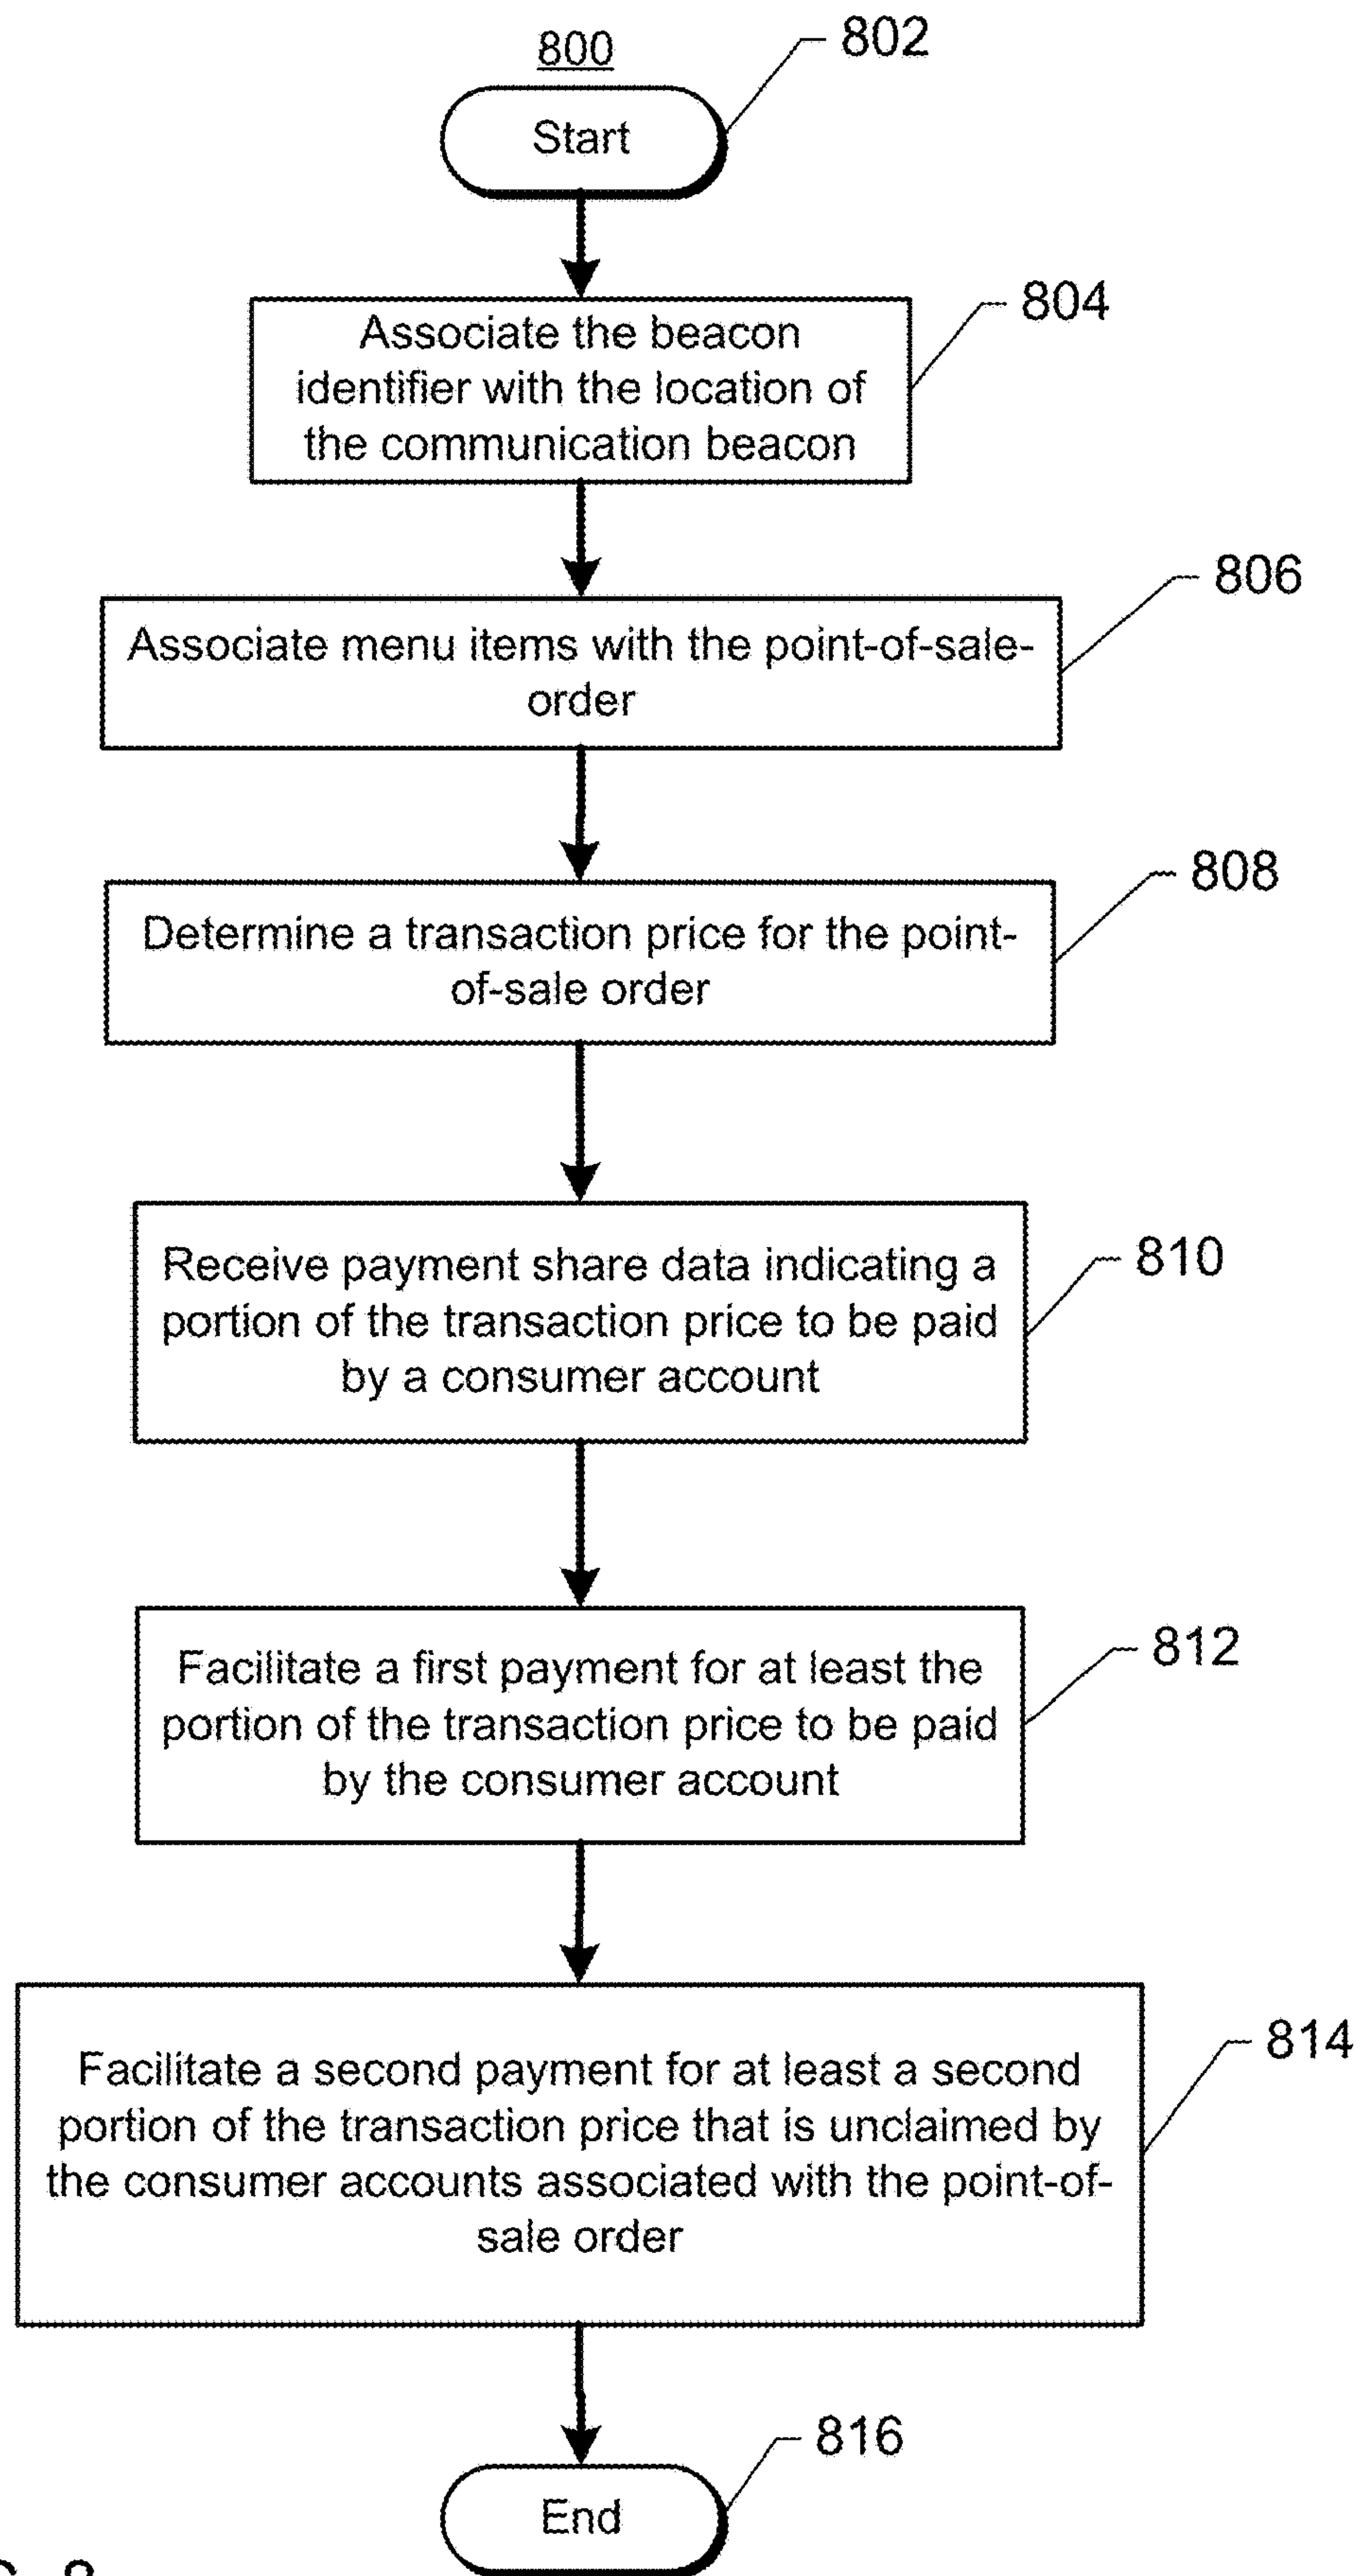 800
802
Start
804
Associate the beacon
identifier with the location of
the communication beacon
806
Associate menu items with the point-of-sale-
order
808
Determine a transaction price for the point-
of-sale order
810
Receive payment share data indicating a
portion of the transaction price to be paid
by a consumer account
812
Facilitate a first payment for at least the
portion of the transaction price to be paid
by the consumer account
814
Facilitate a second payment for at least a second
portion of the transaction price that is unclaimed by
the consumer accounts associated with the point-of-
sale order
816
End